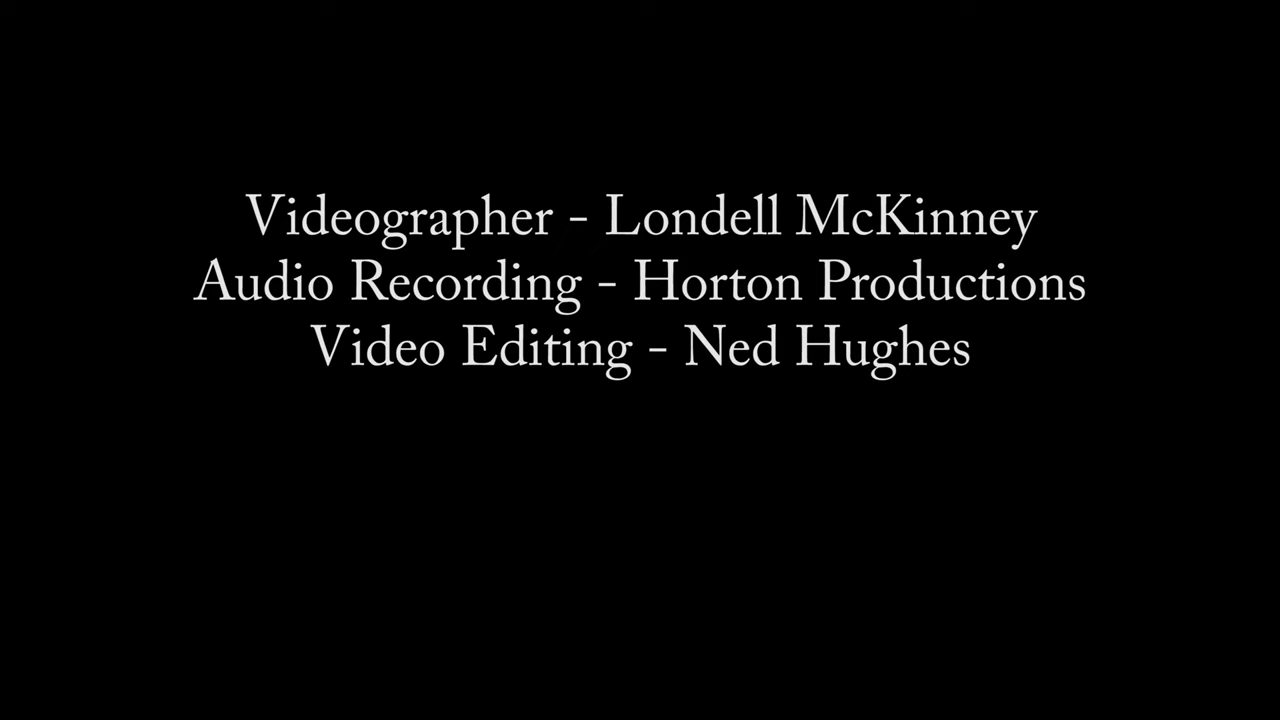 Videographer - Londell McKinney
Audio Recording - Horton Productions
Video Editing - Ned Hughes